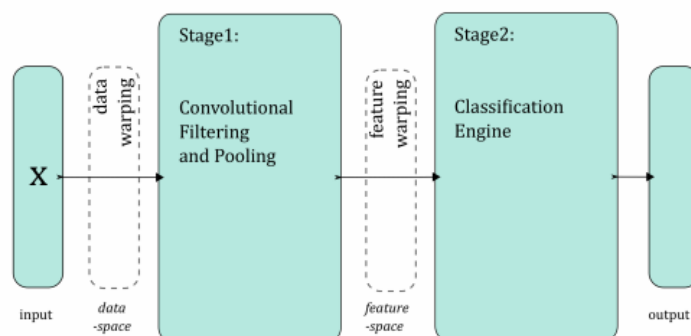 Stage1:
Stage2:
data
warping
feature
warping
Convolutional
Filtering
and Pooling
Classification
Engine
X
input
data
-space
feature
-space
output